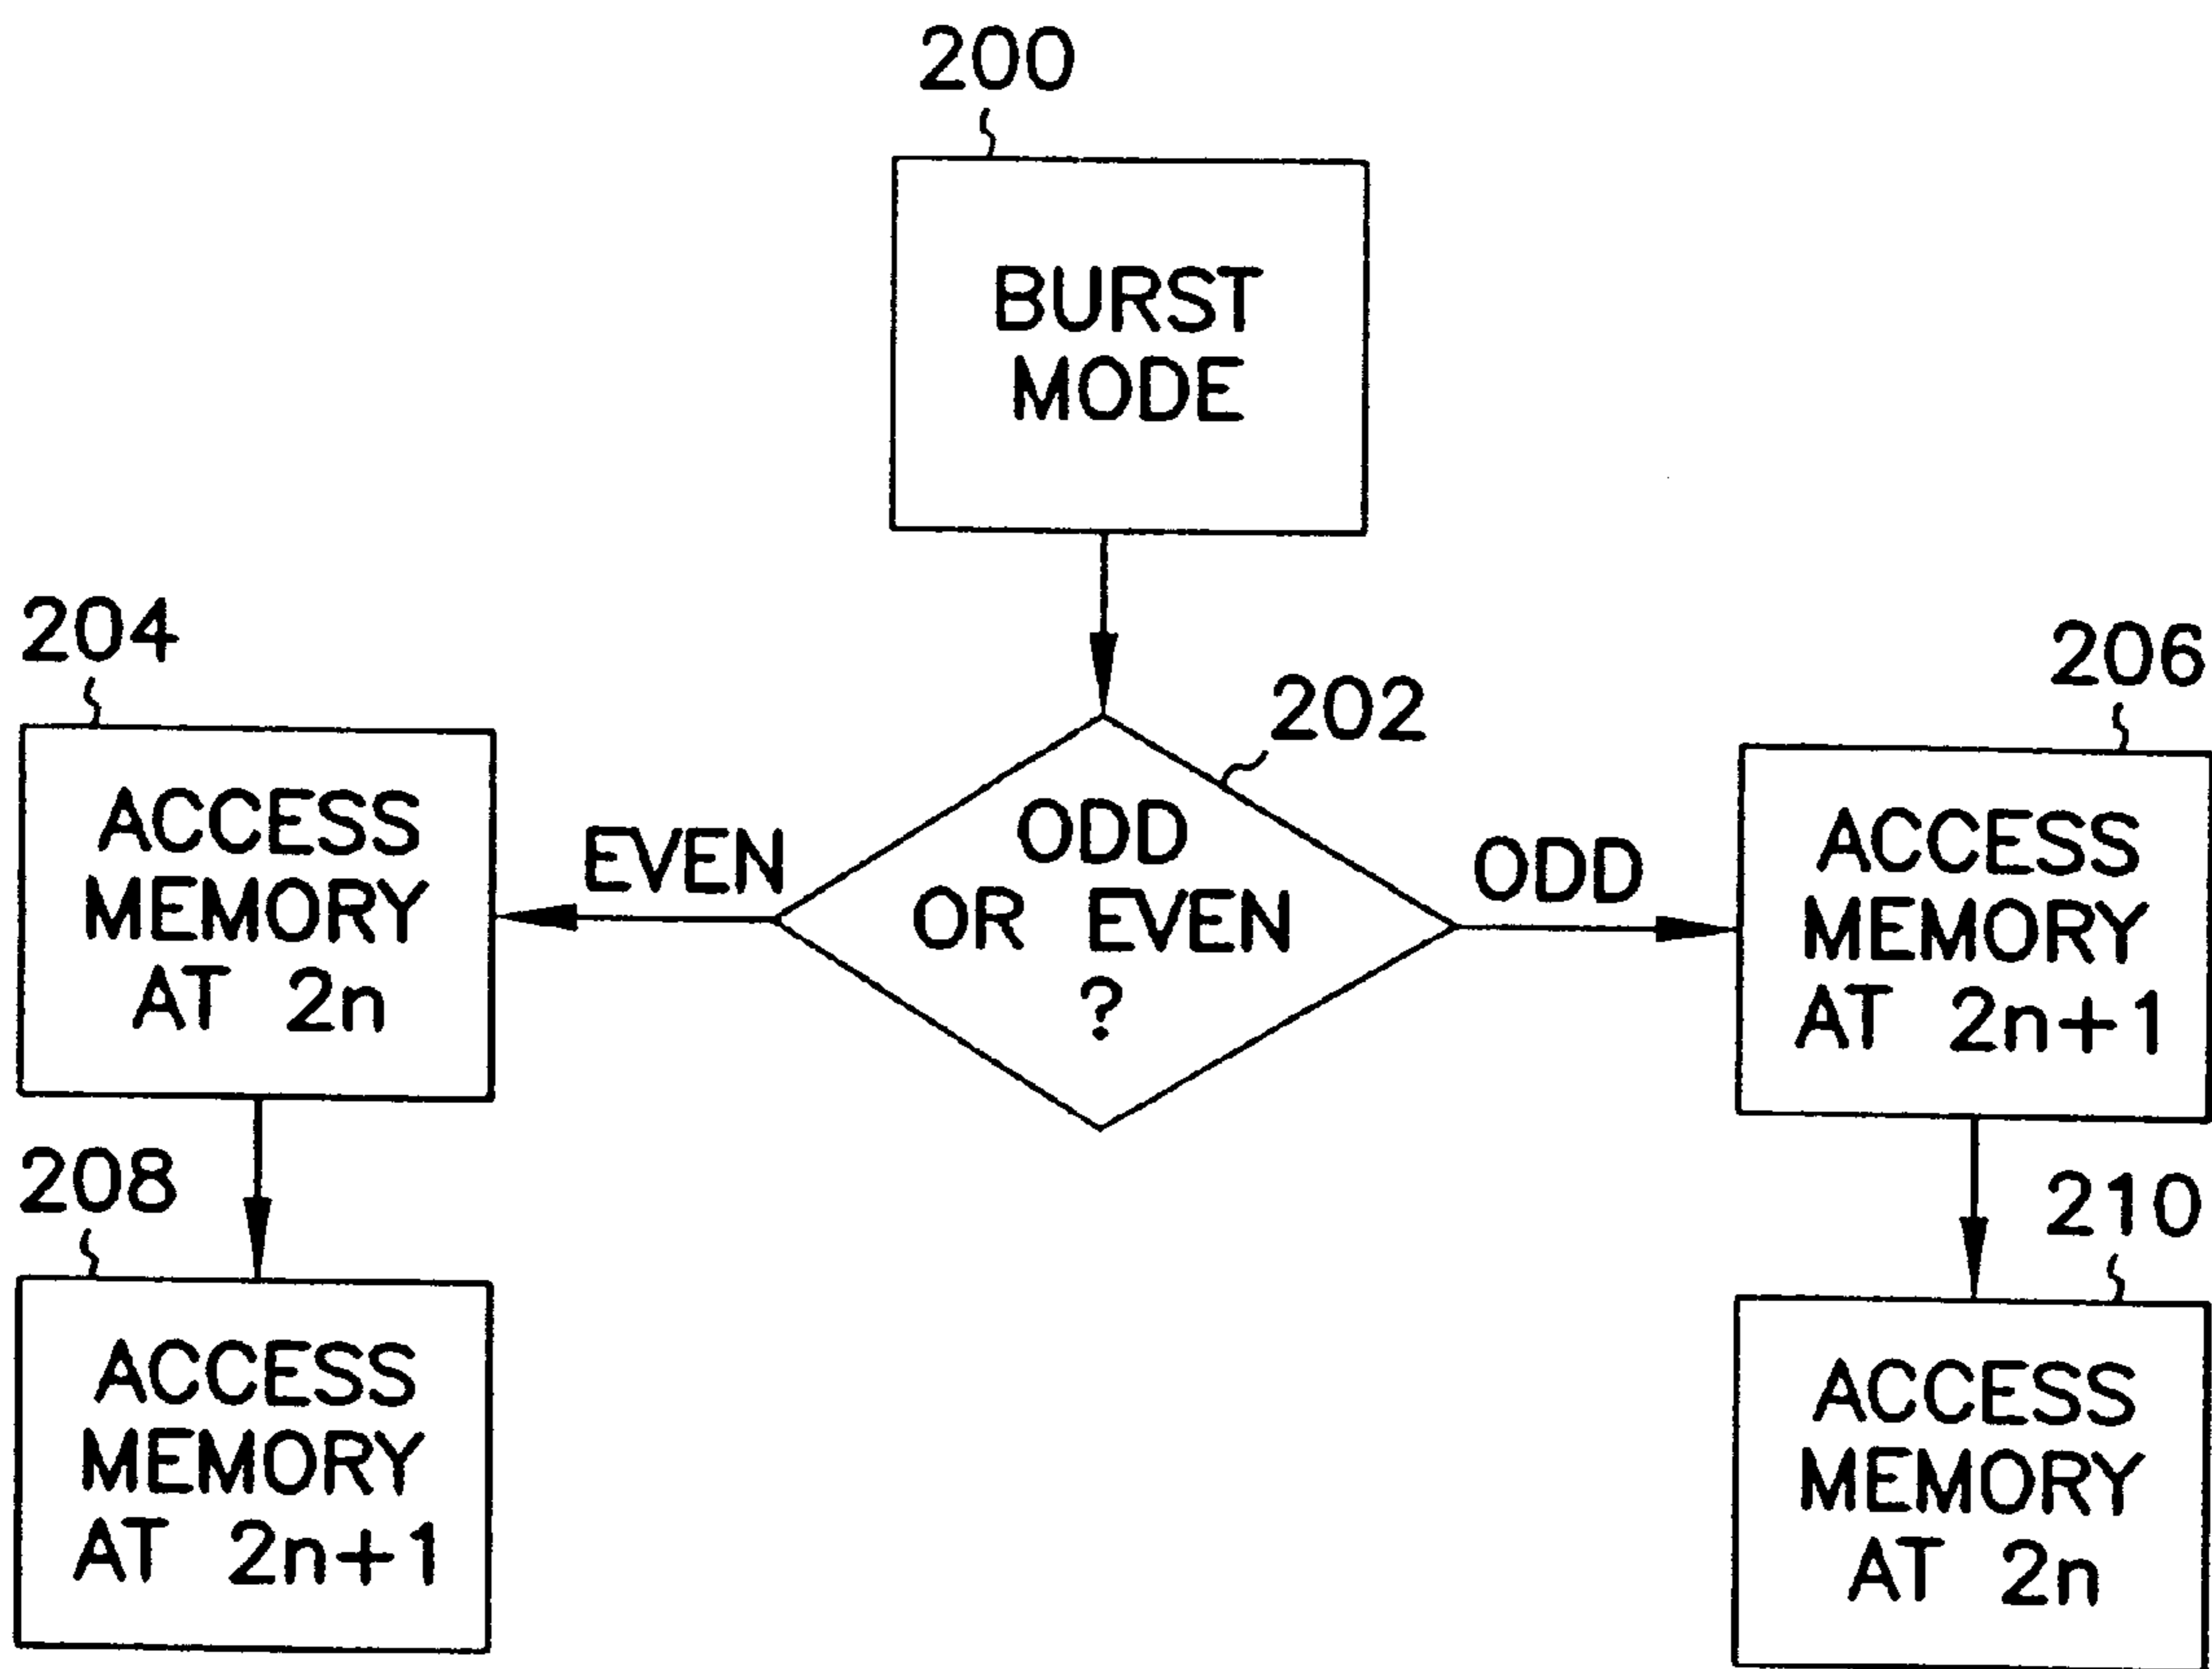 200
BURST
MODE
204
ACCESS
MEMORY
AT 2n
EVEN
202
ODD
OR EVEN
?
ODD
206
ACCESS
MEMORY
AT 2n+1
208
ACCESS
MEMORY
AT 2n+1
210
ACCESS
MEMORY
AT 2n